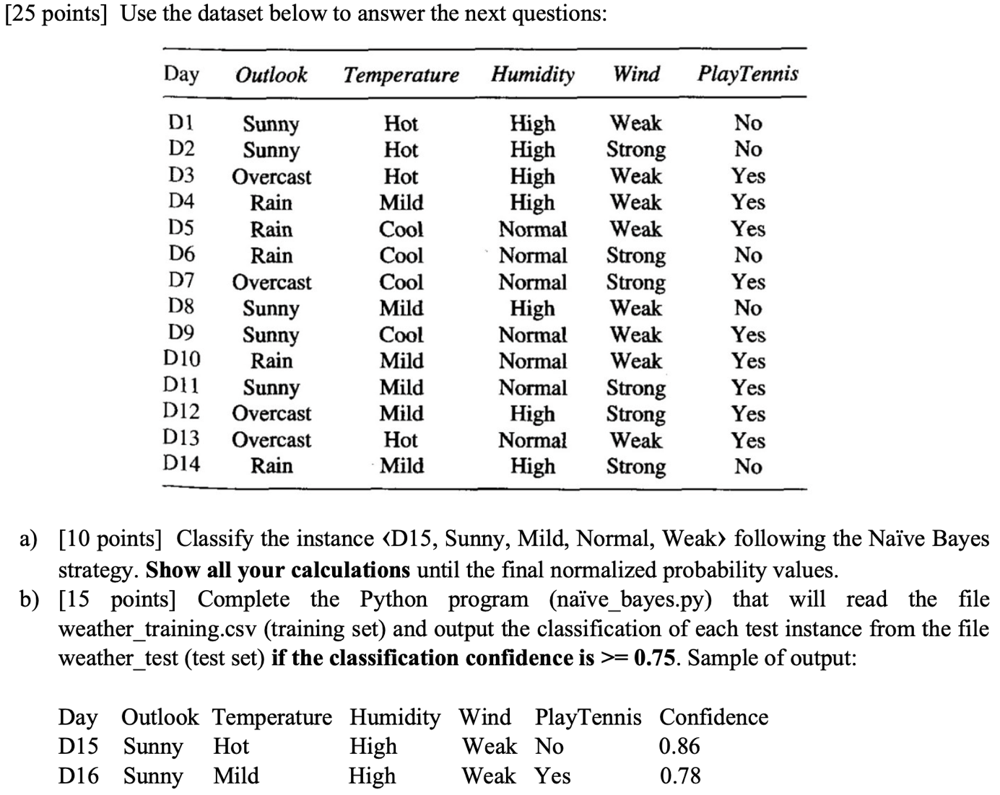 [25 points] Use the dataset below to answer the next questions:
Day Outlook Temperature Humidity Wind PlayTennis
D1 Sunny Hot High Weak No
D2 Sunny Hot High Strong No
D3 Overcast Hot High Weak Yes
D4 Rain Mild High Weak Yes
D5 Rain Cool Normal Weak Yes
D6 Rain Cool Normal Strong No
D7 Overcast Cool Normal Strong Yes
D8 Sunny Mild High Weak No
D9 Sunny Cool Normal Weak Yes
D10 Rain Mild Normal Weak Yes
D11 Sunny Mild Normal Strong Yes
D12 Overcast Mild High Strong Yes
D13 Overcast Hot Normal Weak Yes
D14 Rain Mild High Strong No
a) [10 points] Classify the instance ‹D15, Sunny, Mild, Normal, Weak› following the Naïve Bayes
strategy. Show all your calculations until the final normalized probability values.
b) [15 points] Complete the Python program (naïve_bayes.py) that will read the file
weather_training.csv (training set) and output the classification of each test instance from the file
weather_test (test set) if the classification confidence is >= 0.75. Sample of output:
Day Outlook Temperature Humidity Wind PlayTennis Confidence
D15 Sunny Hot High Weak No 0.86
D16 Sunny Mild High Weak Yes 0.78